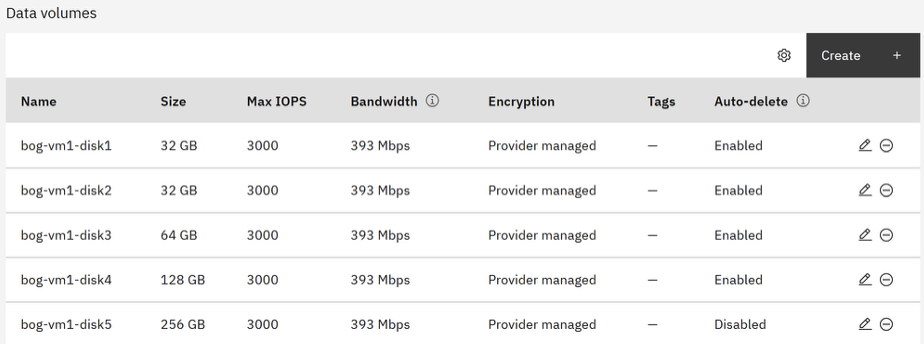 Data volumes
Create +
Name Size Max IOPS Bandwidth Encryption Tags Auto-delete
bog-vm1-disk1 32 GB 3000 393 Mbps Provider managed — Enabled
bog-vm1-disk2 32 GB 3000 393 Mbps Provider managed — Enabled
bog-vm1-disk3 64 GB 3000 393 Mbps Provider managed — Enabled
bog-vm1-disk4 128 GB 3000 393 Mbps Provider managed — Enabled
bog-vm1-disk5 256 GB 3000 393 Mbps Provider managed — Disabled